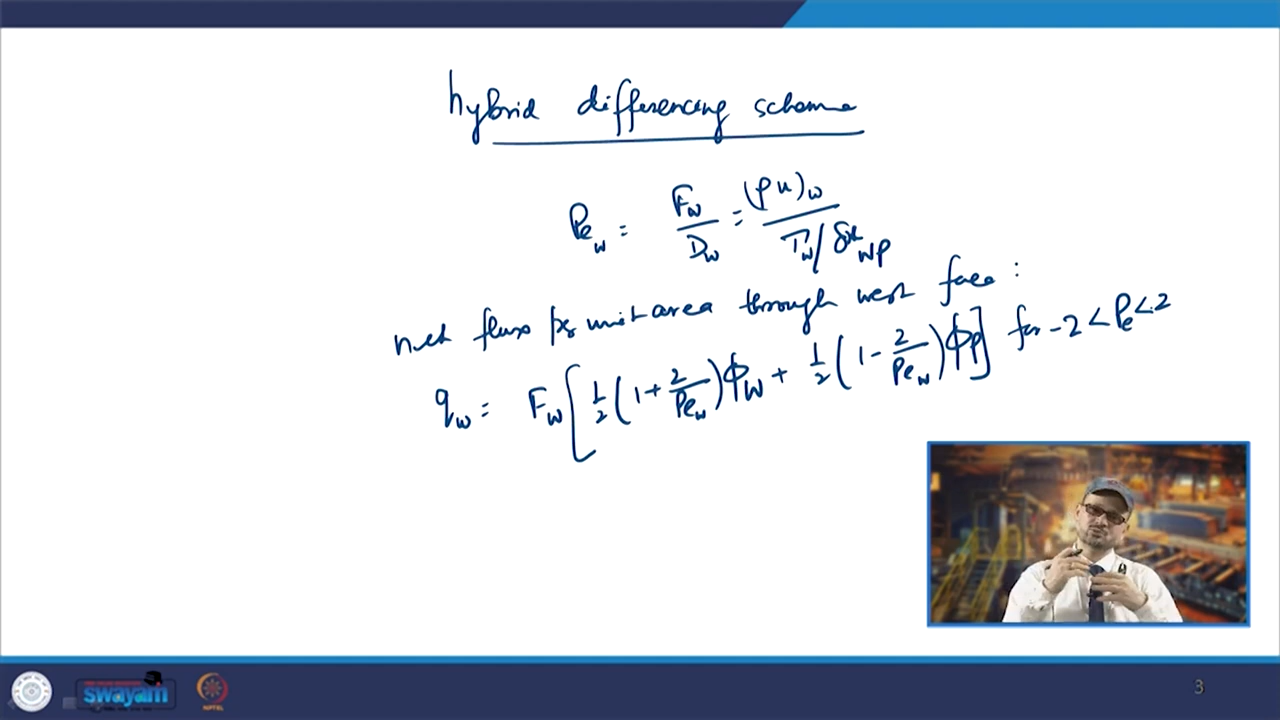 hybrid differencing scheme
Pe_w = F_w / D_w = (ρu)_w / (Γ_w / δx_WP)
net flux per unit area through west face :
q_w = F_w [ 1/2 ( 1 + 2/Pe_w ) φ_W + 1/2 ( 1 - 2/Pe_w ) φ_P ] for -2 < Pe < 2
swayam
NPTEL
3